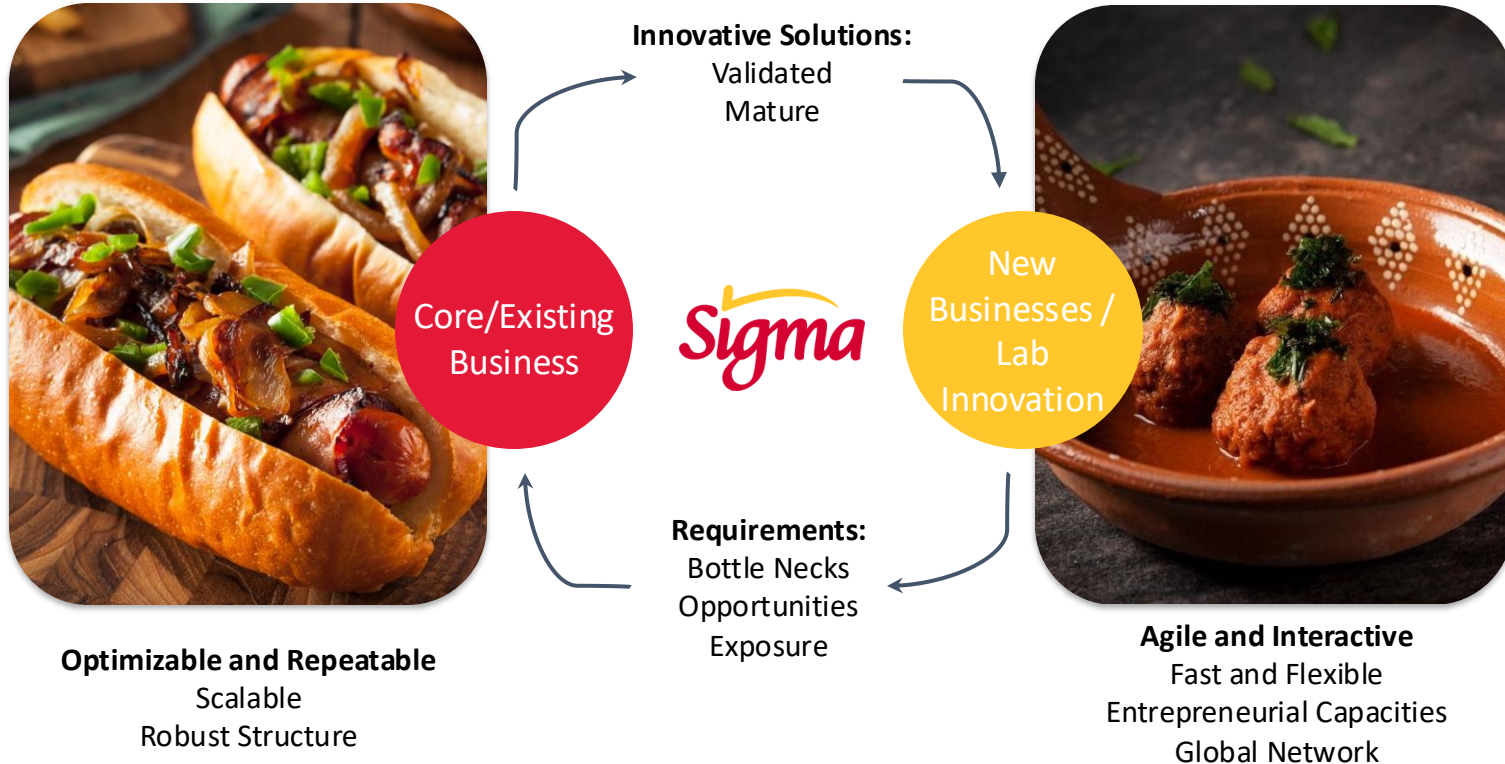 Innovative Solutions:
Validated
Mature
Core/Existing
Business
Sigma
New
Businesses /
Lab
Innovation
Requirements:
Bottle Necks
Opportunities
Exposure
Optimizable and Repeatable
Scalable
Robust Structure
Agile and Interactive
Fast and Flexible
Entrepreneurial Capacities
Global Network